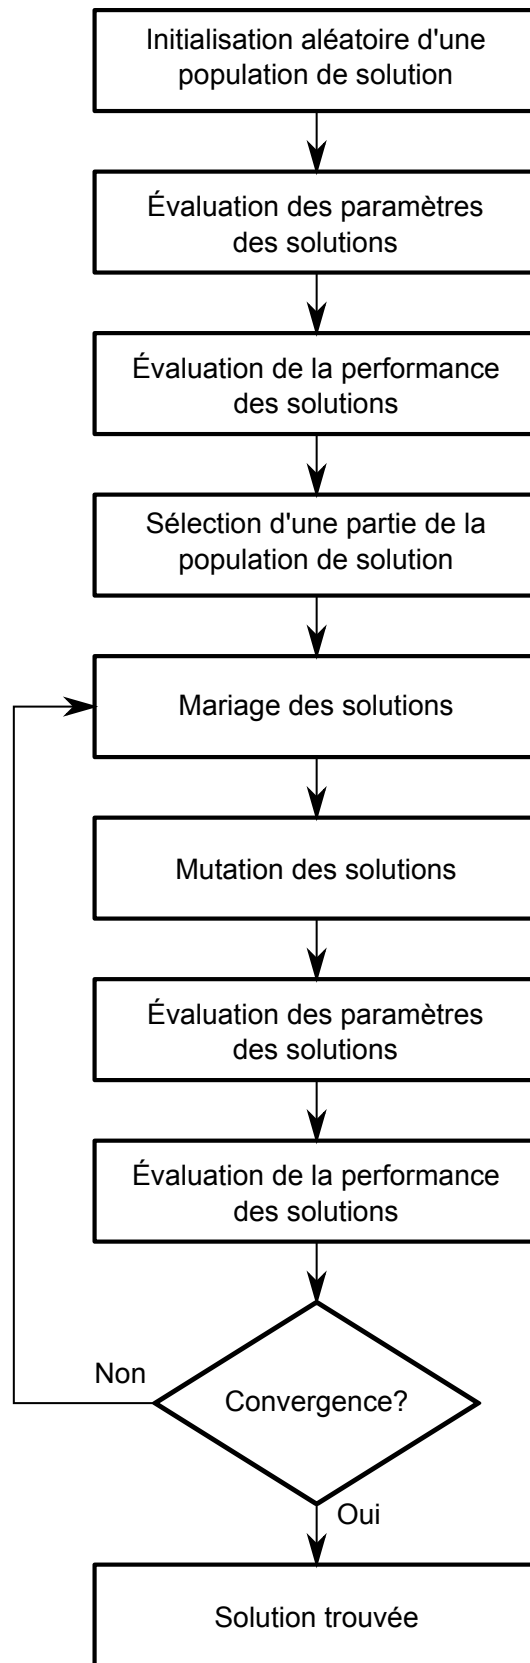 Initialisation aléatoire d'une
population de solution
Évaluation des paramètres
des solutions
Évaluation de la performance
des solutions
Sélection d'une partie de la
population de solution
Mariage des solutions
Mutation des solutions
Évaluation des paramètres
des solutions
Évaluation de la performance
des solutions
Non
Convergence?
Oui
Solution trouvée